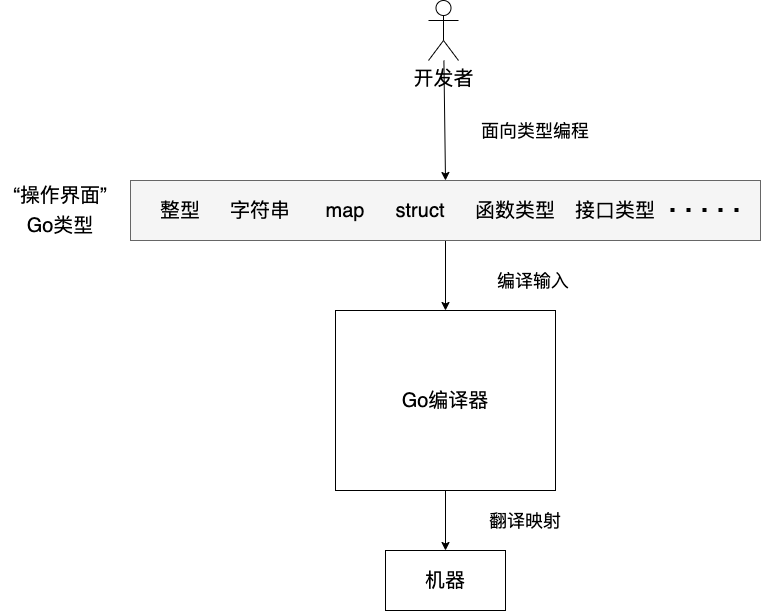 开发者
面向类型编程
“操作界面”
Go类型
整型 字符串 map struct 函数类型 接口类型 ·····
编译输入
Go编译器
翻译映射
机器